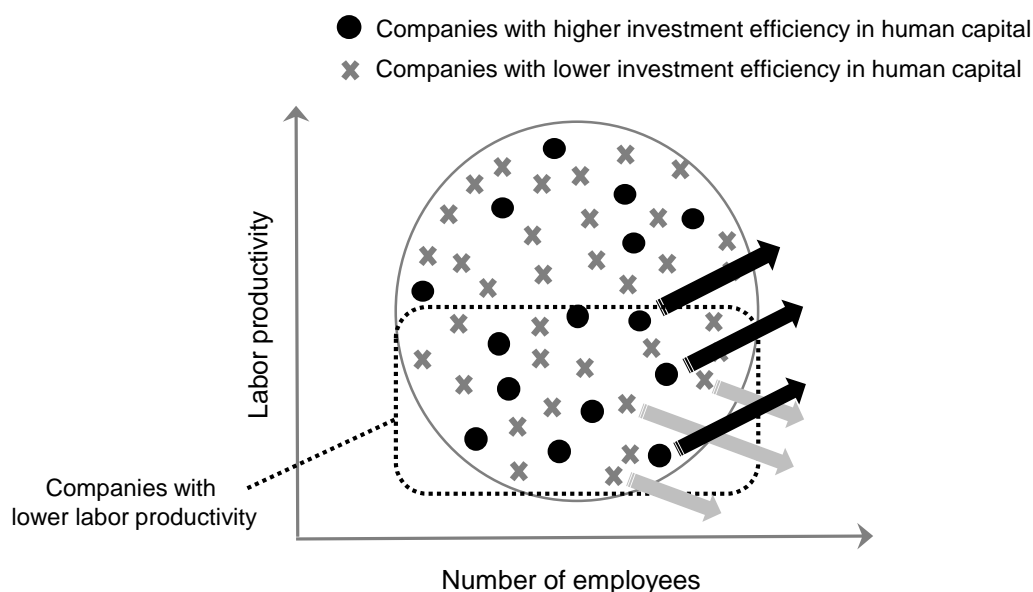 Companies with higher investment efficiency in human capital
Companies with lower investment efficiency in human capital
Labor productivity
Companies with
lower labor productivity
Number of employees